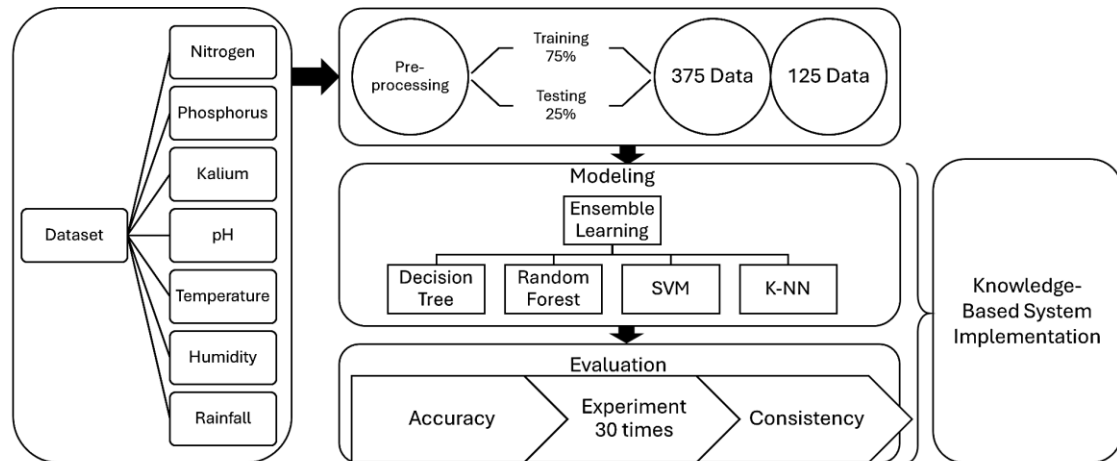 Dataset
Nitrogen
Phosphorus
Kalium
pH
Temperature
Humidity
Rainfall
Pre-
processing
Training
75%
Testing
25%
375 Data
125 Data
Modeling
Ensemble
Learning
Decision
Tree
Random
Forest
SVM
K-NN
Evaluation
Accuracy
Experiment
30 times
Consistency
Knowledge-
Based System
Implementation